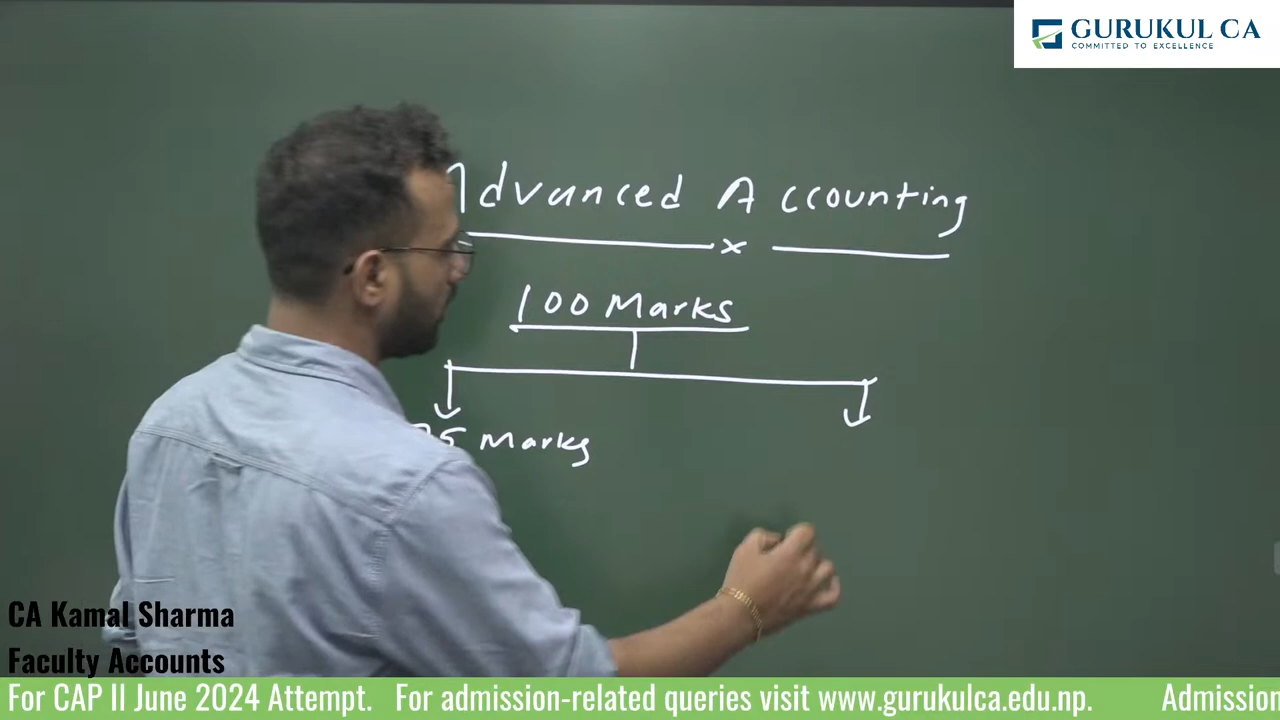 GURUKUL CA
COMMITTED TO EXCELLENCE
Advanced Accounting
x
100 Marks
Marks
CA Kamal Sharma
Faculty Accounts
For CAP II June 2024 Attempt. For admission-related queries visit www.gurukulca.edu.np. Admission